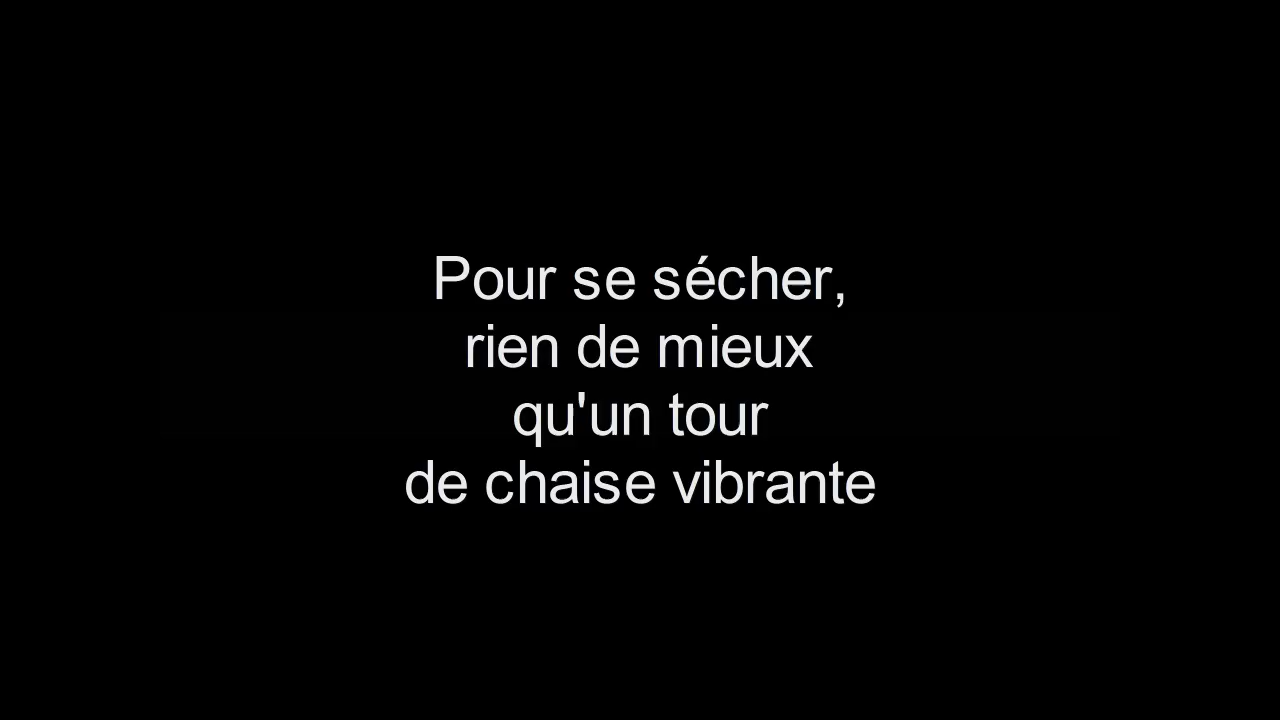 Pour se sécher,
rien de mieux
qu'un tour
de chaise vibrante